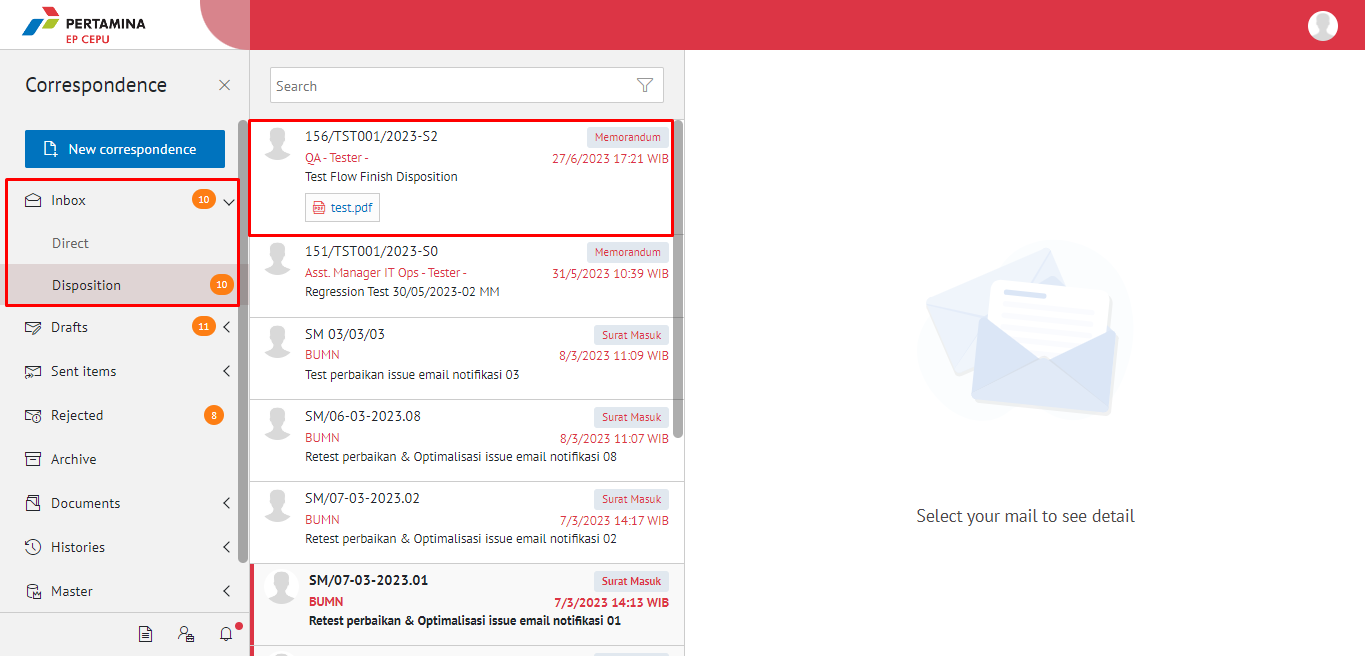 PERTAMINA
EP CEPU
Correspondence
New correspondence
Inbox 10
Direct
Disposition 10
Drafts 11
Sent items
Rejected 8
Archive
Documents
Histories
Master
Search
156/TST001/2023-S2 Memorandum
QA - Tester - 27/6/2023 17:21 WIB
Test Flow Finish Disposition
PDF test.pdf
151/TST001/2023-S0 Memorandum
Asst. Manager IT Ops - Tester - 31/5/2023 10:39 WIB
Regression Test 30/05/2023-02 MM
SM 03/03/03 Surat Masuk
BUMN 8/3/2023 11:09 WIB
Test perbaikan issue email notifikasi 03
SM/06-03-2023.08 Surat Masuk
BUMN 8/3/2023 11:07 WIB
Retest perbaikan & Optimalisasi issue email notifikasi 08
SM/07-03-2023.02 Surat Masuk
BUMN 7/3/2023 14:17 WIB
Retest perbaikan & Optimalisasi issue email notifikasi 02
SM/07-03-2023.01 Surat Masuk
BUMN 7/3/2023 14:13 WIB
Retest perbaikan & Optimalisasi issue email notifikasi 01
Select your mail to see detail